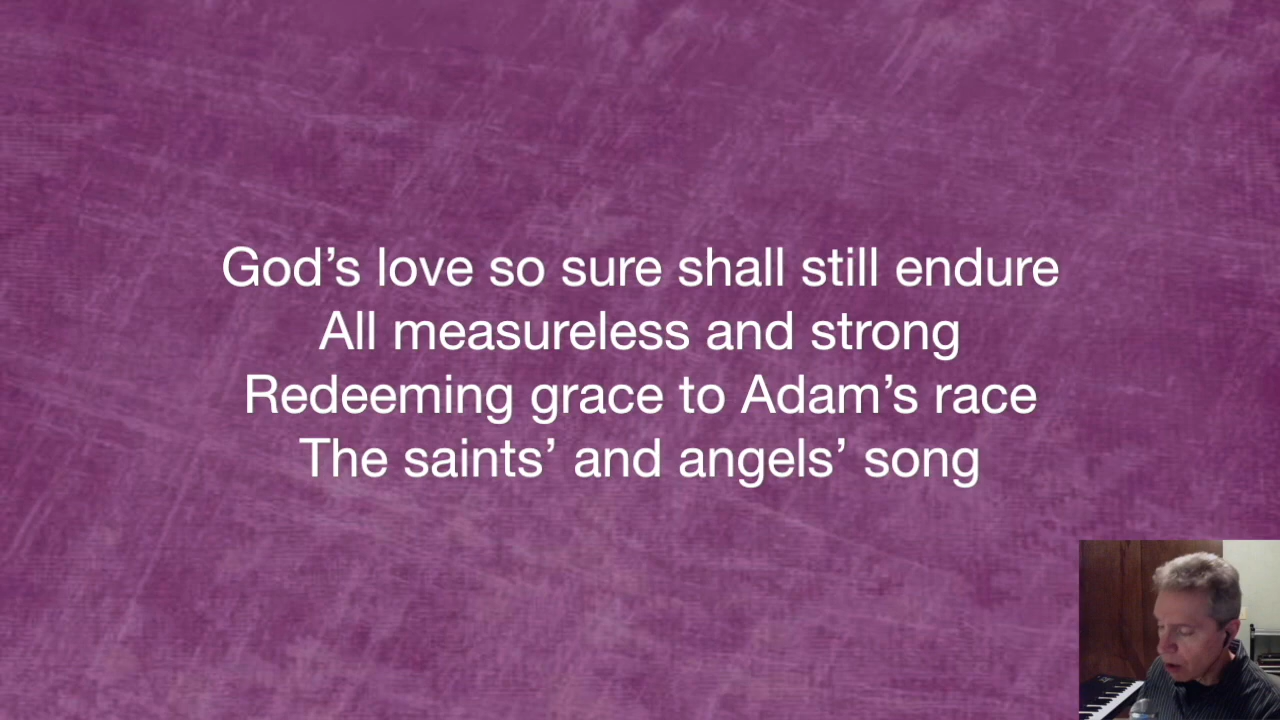 God’s love so sure shall still endure
All measureless and strong
Redeeming grace to Adam’s race
The saints’ and angels’ song